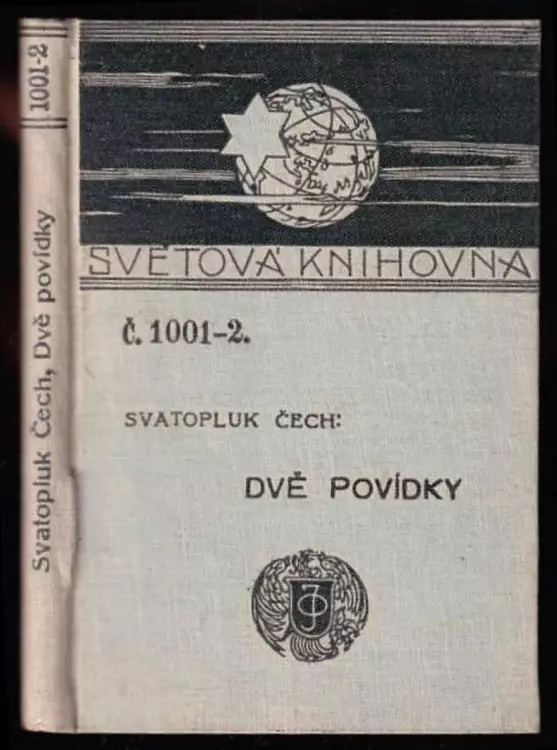 1001-2
Svatopluk Čech, Dvě povídky
SVĚTOVÁ KNIHOVNA
Č. 1001-2.
SVATOPLUK ČECH:
DVĚ POVÍDKY